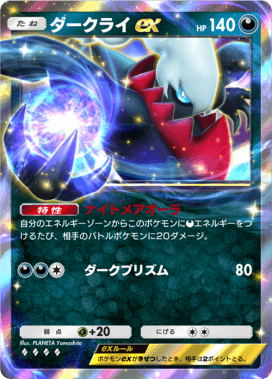 たね ダークライex HP 140
特性 ナイトメアオーラ
自分のエネルギーゾーンからこのポケモンに悪エネルギーを
つけるたび、相手のバトルポケモンに20ダメージ。
ダークプリズム 80
弱点 +20 にげる
Illus. PLANETA Yamashita
exルール
ポケモンexがきぜつしたとき、相手は2ポイントとる。